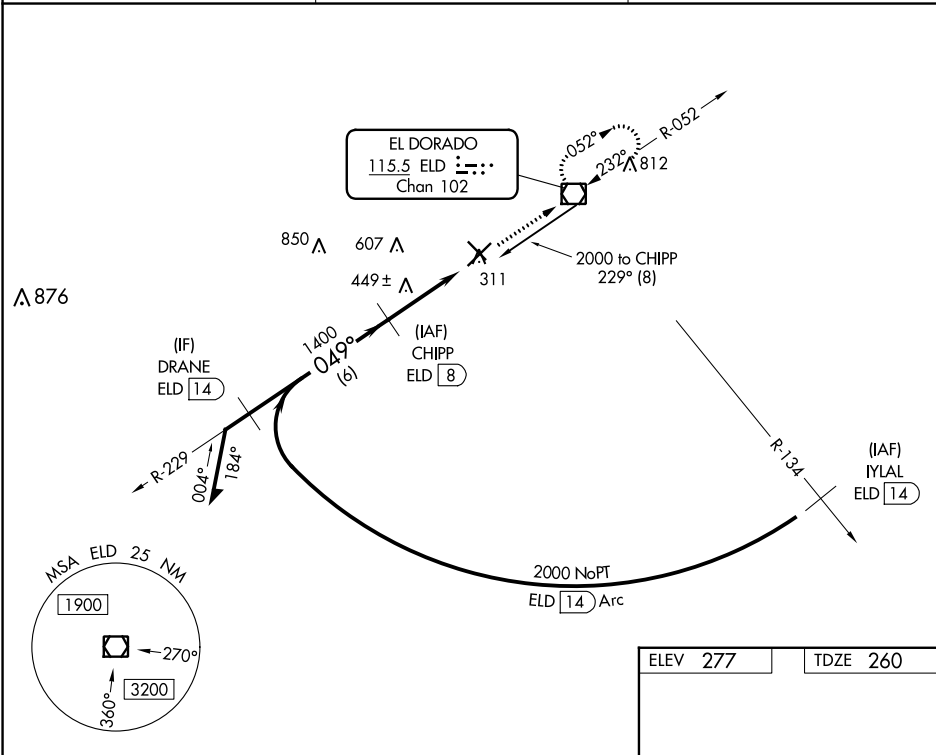 EL DORADO
115.5 ELD
Chan 102
R-052
052°
232°
812
850
607
449±
311
2000 to CHIPP
229° (8)
876
(IF)
DRANE
ELD 14
1400
049°
(6)
(IAF)
CHIPP
ELD 8
R-229
004°
184°
R-134
(IAF)
IYLAL
ELD 14
2000 NoPT
ELD 14 Arc
MSA ELD 25 NM
1900
270°
3200
360°
ELEV 277
TDZE 260